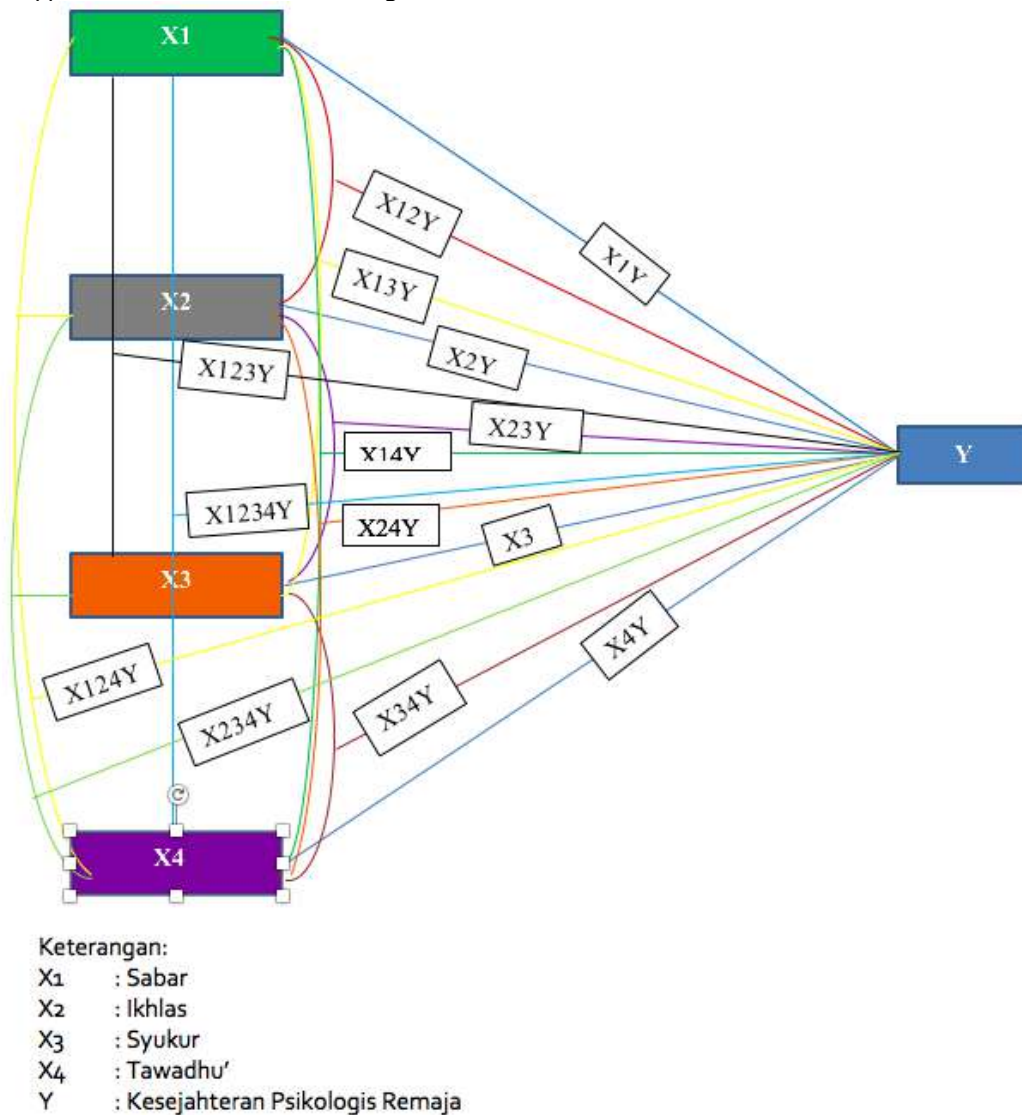 X1
X12Y
X1Y
X13Y
X2
X2Y
X123Y
X23Y
X14Y
Y
X1234Y
X24Y
X3
X3
X4Y
X124Y
X234Y
X34Y
X4
Keterangan:
X1 : Sabar
X2 : Ikhlas
X3 : Syukur
X4 : Tawadhu’
Y : Kesejahteran Psikologis Remaja